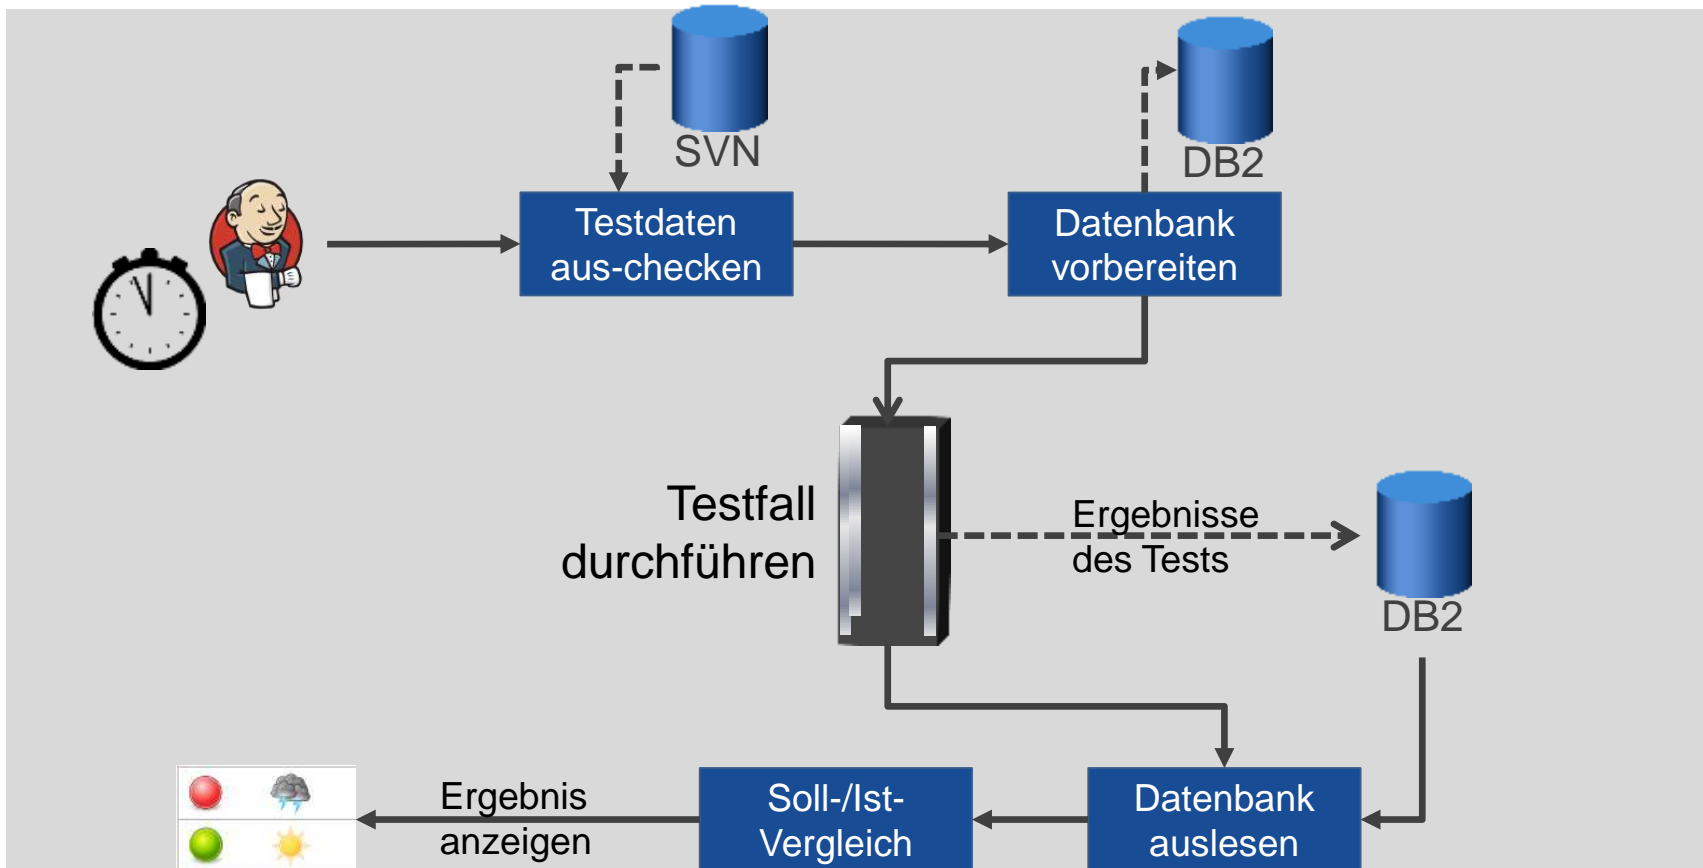 SVN
DB2
Testdaten
aus-checken
Datenbank
vorbereiten
Testfall
durchführen
Ergebnisse
des Tests
DB2
Ergebnis
anzeigen
Soll-/Ist-
Vergleich
Datenbank
auslesen